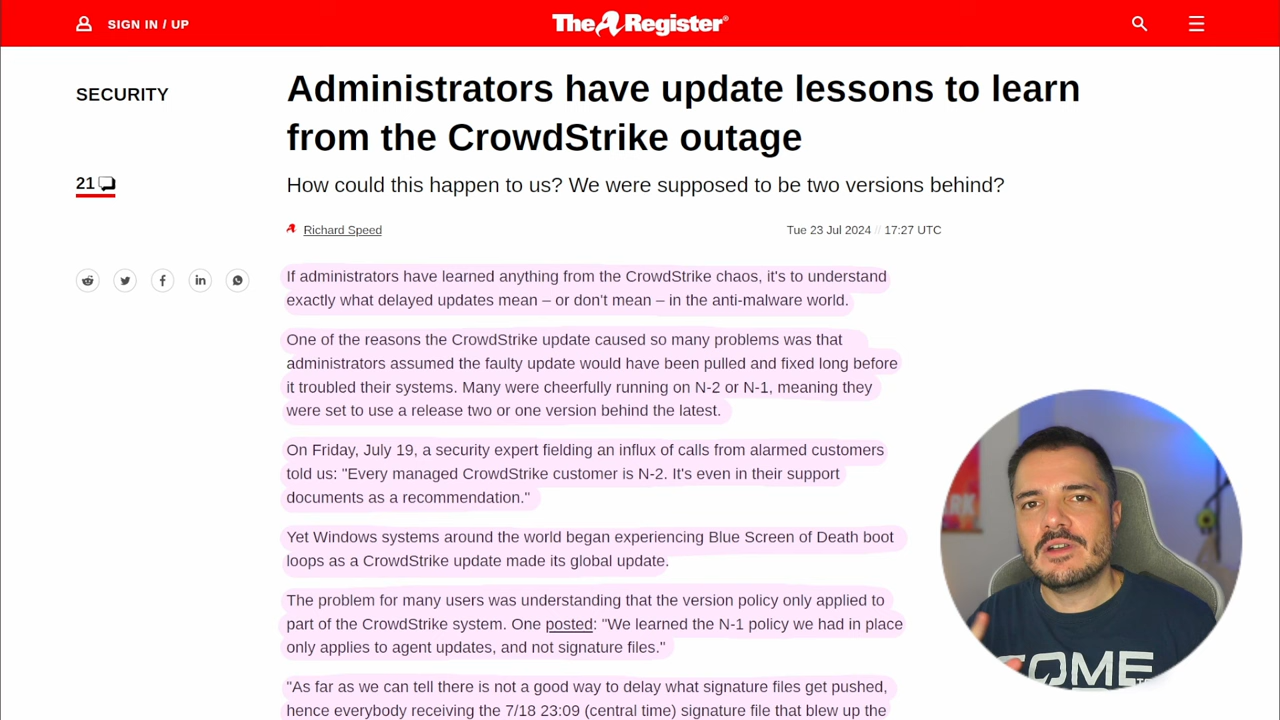 SIGN IN / UP
The Register®
SECURITY
Administrators have update lessons to learn
from the CrowdStrike outage
21
How could this happen to us? We were supposed to be two versions behind?
Richard Speed
Tue 23 Jul 2024 // 17:27 UTC
If administrators have learned anything from the CrowdStrike chaos, it's to understand
exactly what delayed updates mean – or don't mean – in the anti-malware world.
One of the reasons the CrowdStrike update caused so many problems was that
administrators assumed the faulty update would have been pulled and fixed long before
it troubled their systems. Many were cheerfully running on N-2 or N-1, meaning they
were set to use a release two or one version behind the latest.
On Friday, July 19, a security expert fielding an influx of calls from alarmed customers
told us: "Every managed CrowdStrike customer is N-2. It's even in their support
documents as a recommendation."
Yet Windows systems around the world began experiencing Blue Screen of Death boot
loops as a CrowdStrike update made its global update.
The problem for many users was understanding that the version policy only applied to
part of the CrowdStrike system. One posted: "We learned the N-1 policy we had in place
only applies to agent updates, and not signature files."
"As far as we can tell there is not a good way to delay what signature files get pushed,
hence everybody receiving the 7/18 23:09 (central time) signature file that blew up the